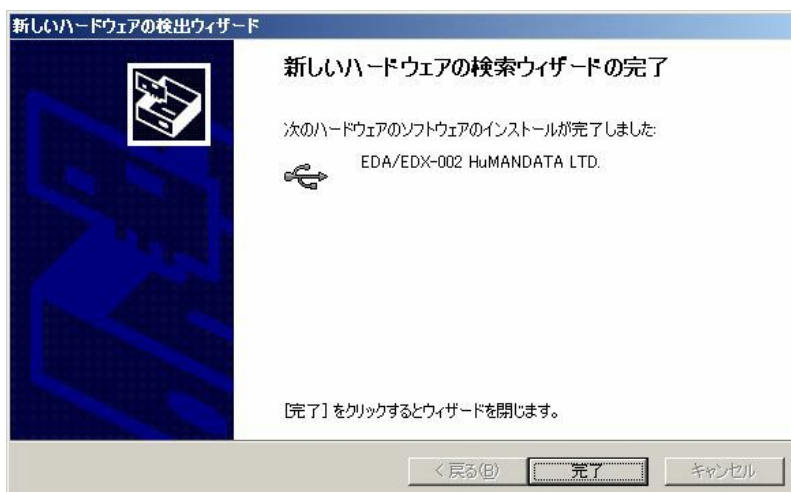 新しいハードウェアの検出ウィザード
新しいハードウェアの検索ウィザードの完了
次のハードウェアのソフトウェアのインストールが完了しました:
EDA/EDX-002 HuMANDATA LTD.
[完了] をクリックするとウィザードを閉じます。
< 戻る(B)
完了
キャンセル